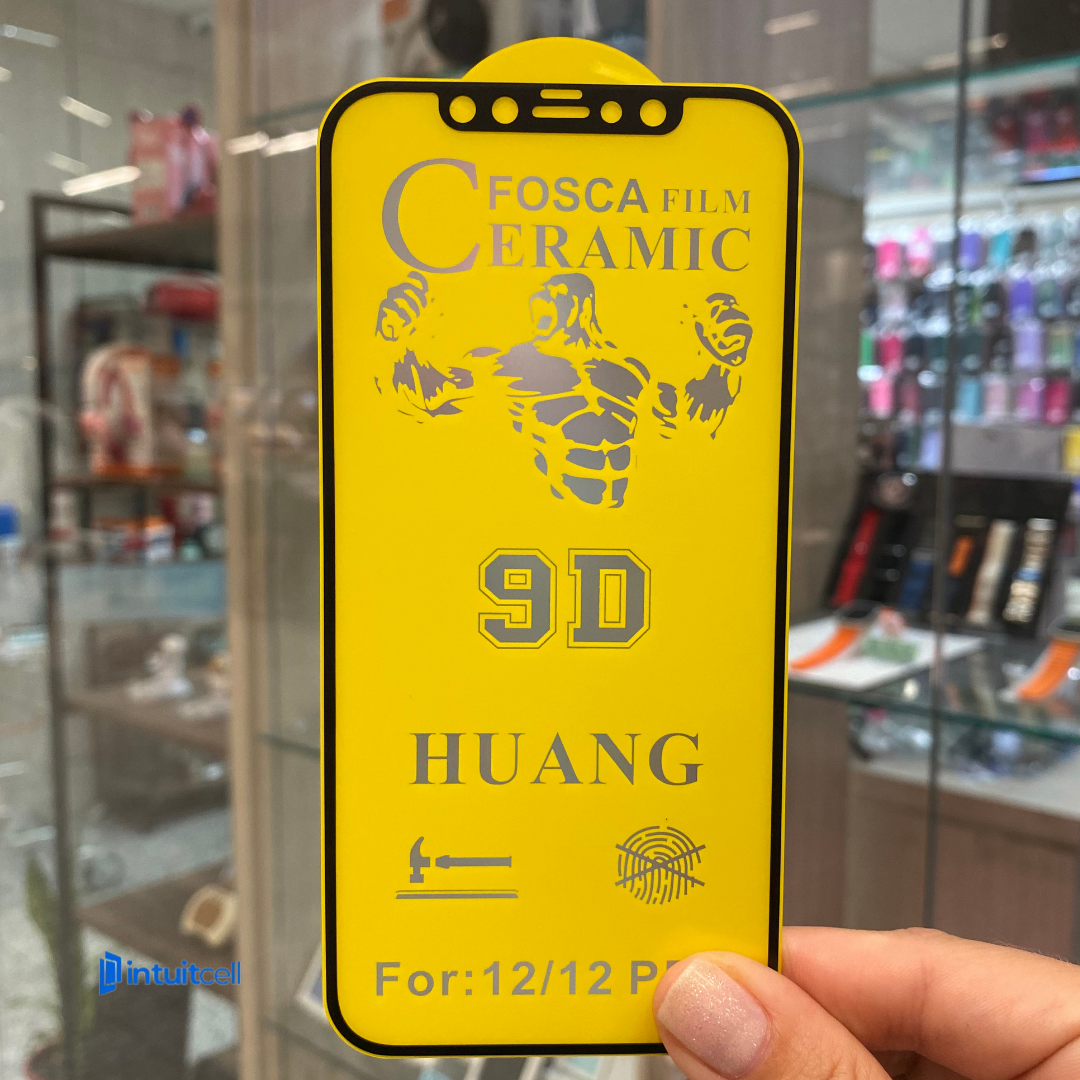 FOSCA FILM
CERAMIC
9D
HUANG
intuitcell
For:12/12